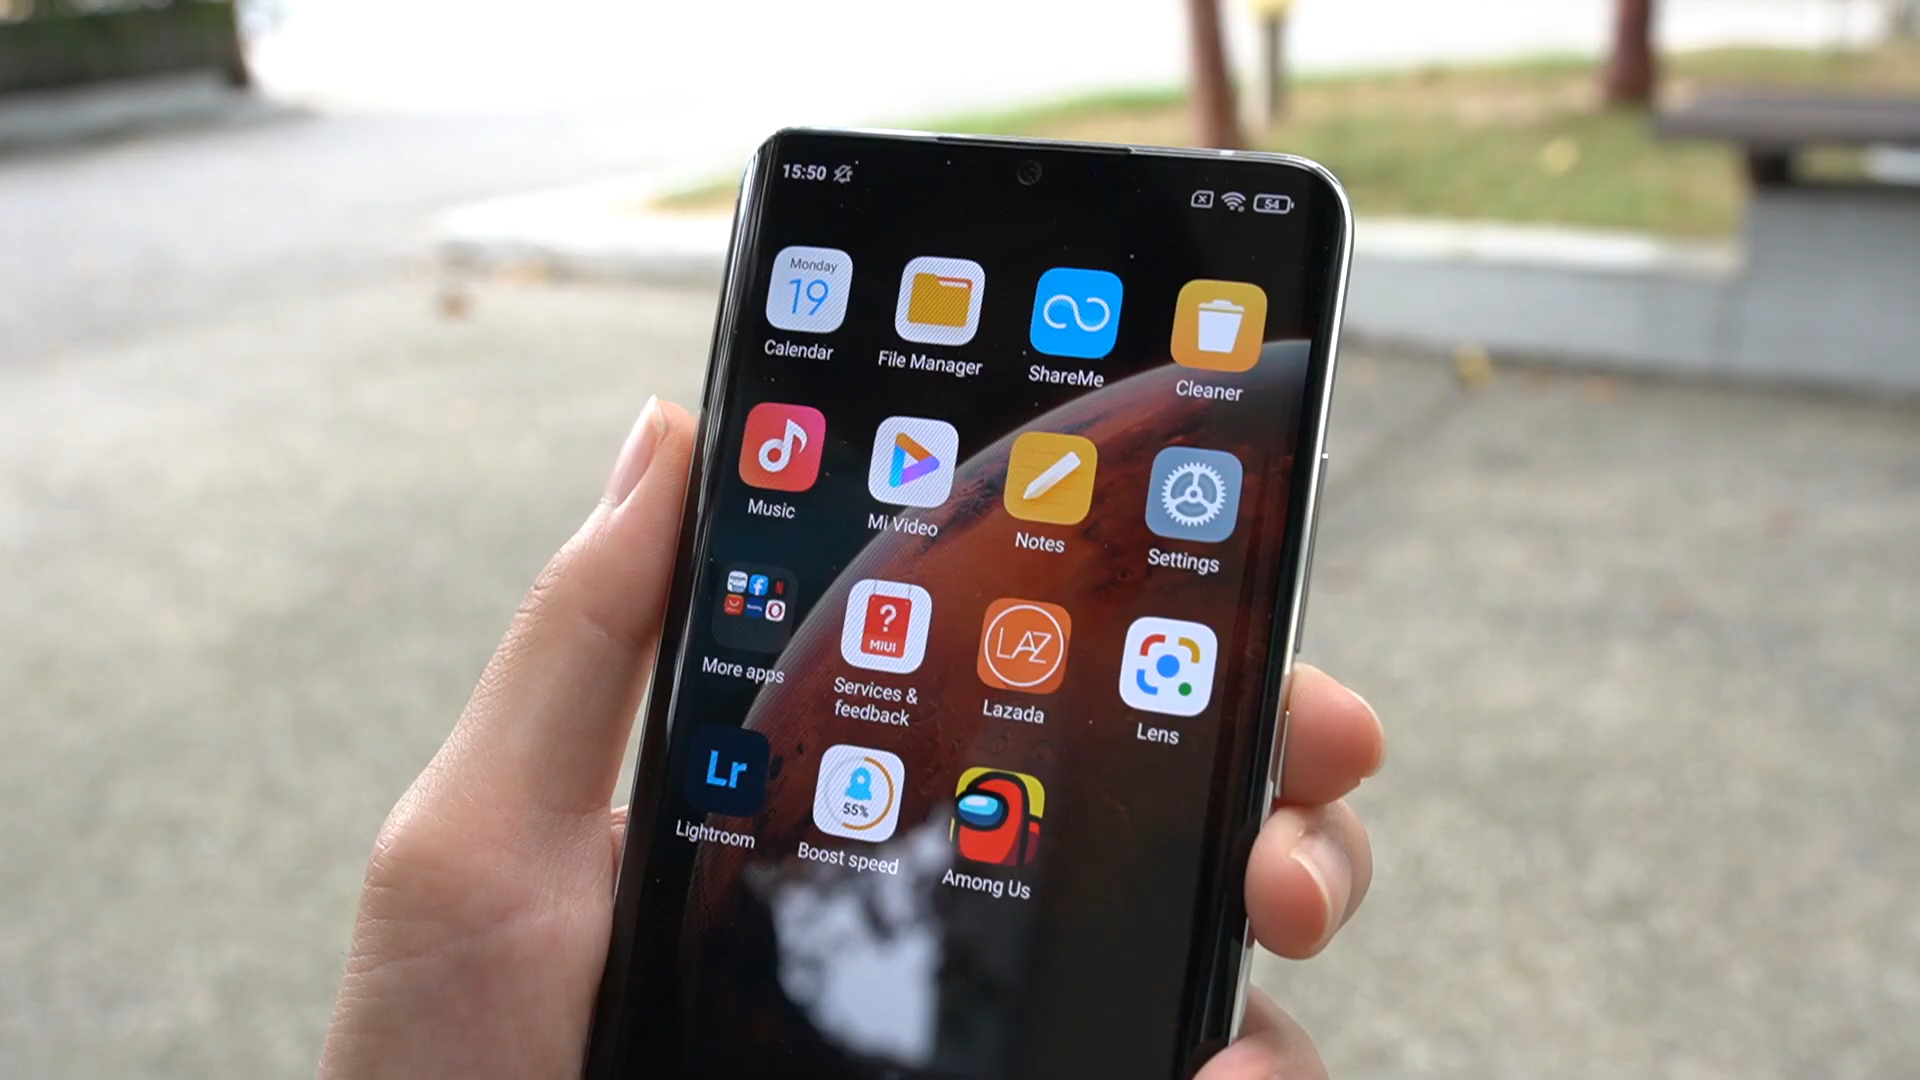 15:50
54
Monday
19
Calendar
File Manager
ShareMe
Cleaner
Music
Mi Video
Notes
Settings
More apps
?
MIUI
Services &
feedback
LAZ
Lazada
Lens
Lr
Lightroom
55%
Boost speed
Among Us